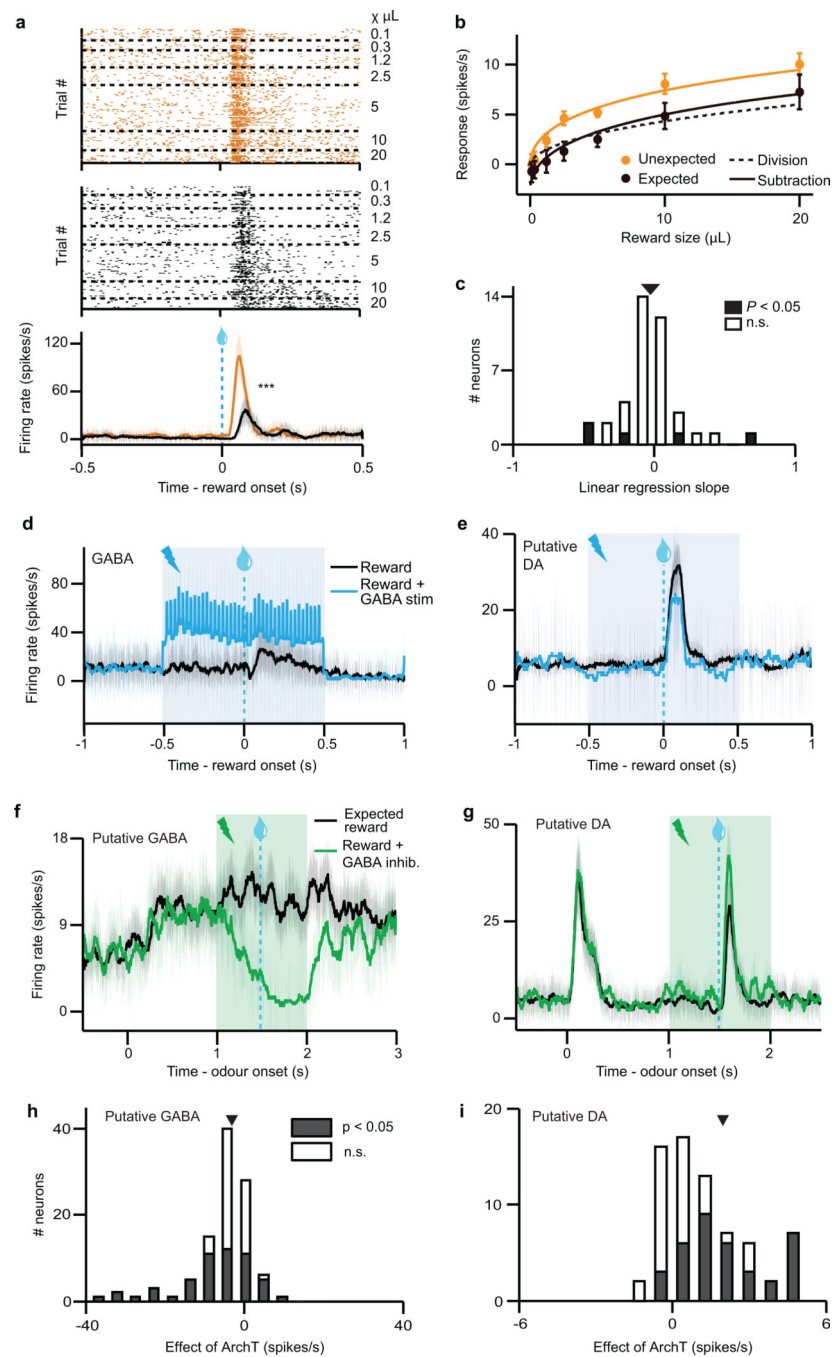 a
χ μL
Trial #
0.1
0.3
1.2
2.5
5
10
20
Trial #
0.1
0.3
1.2
2.5
5
10
20
Firing rate (spikes/s)
120
60
0
***
-0.5
0
0.5
Time - reward onset (s)
b
Response (spikes/s)
10
5
0
Unexpected
Expected
Division
Subtraction
0
10
20
Reward size (μL)
c
# neurons
14
7
0
P < 0.05
n.s.
-1
0
1
Linear regression slope
d
GABA
Reward
Reward +
GABA stim
Firing rate (spikes/s)
80
40
0
-1
-0.5
0
0.5
1
Time - reward onset (s)
e
Putative
DA
40
20
0
-1
-0.5
0
0.5
1
Time - reward onset (s)
f
Putative GABA
Expected
reward
Reward +
GABA inhib.
Firing rate (spikes/s)
18
9
0
0
1
2
3
Time - odour onset (s)
g
Putative DA
50
25
0
0
1
2
Time - odour onset (s)
h
Putative GABA
p < 0.05
n.s.
# neurons
40
20
0
-40
0
40
Effect of ArchT (spikes/s)
i
Putative DA
20
10
0
-6
0
6
Effect of ArchT (spikes/s)